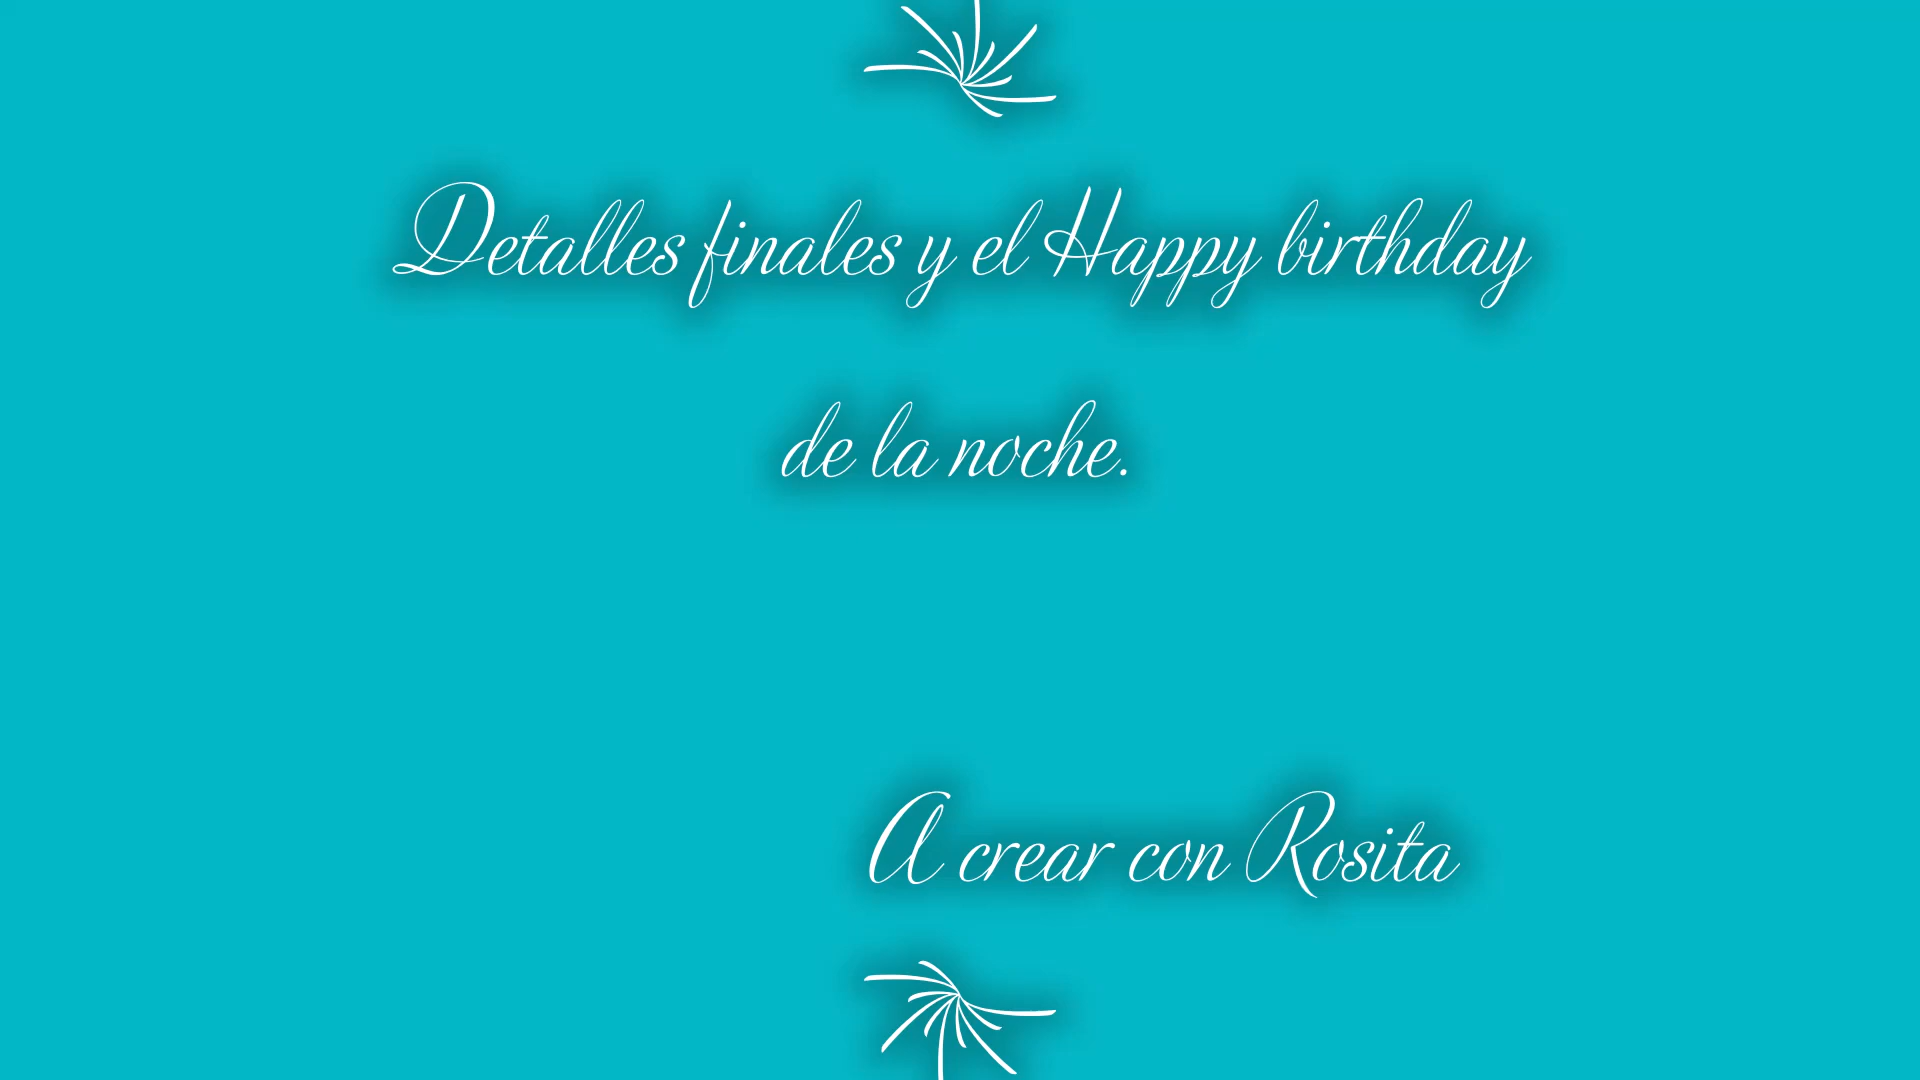 Detalles finales y el Happy birthday
de la noche.
A crear con Rosita